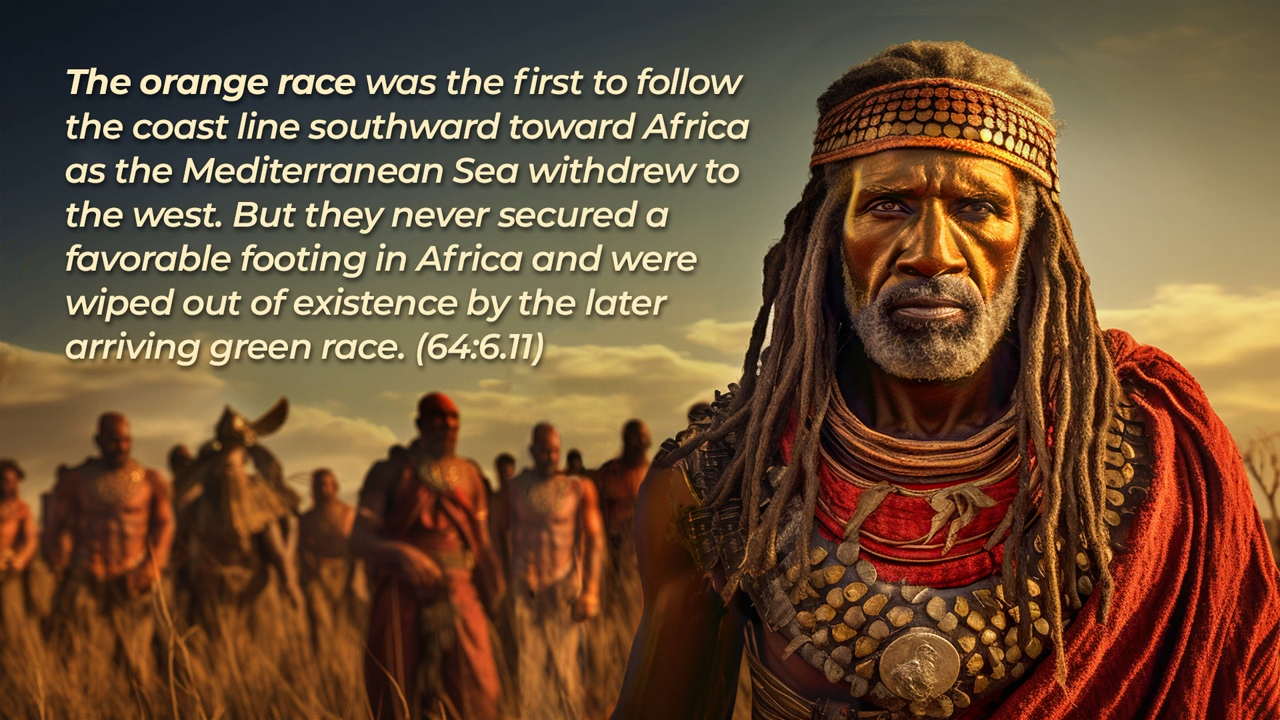 The orange race was the first to follow
the coast line southward toward Africa
as the Mediterranean Sea withdrew to
the west. But they never secured a
favorable footing in Africa and were
wiped out of existence by the later
arriving green race. (64:6.11)